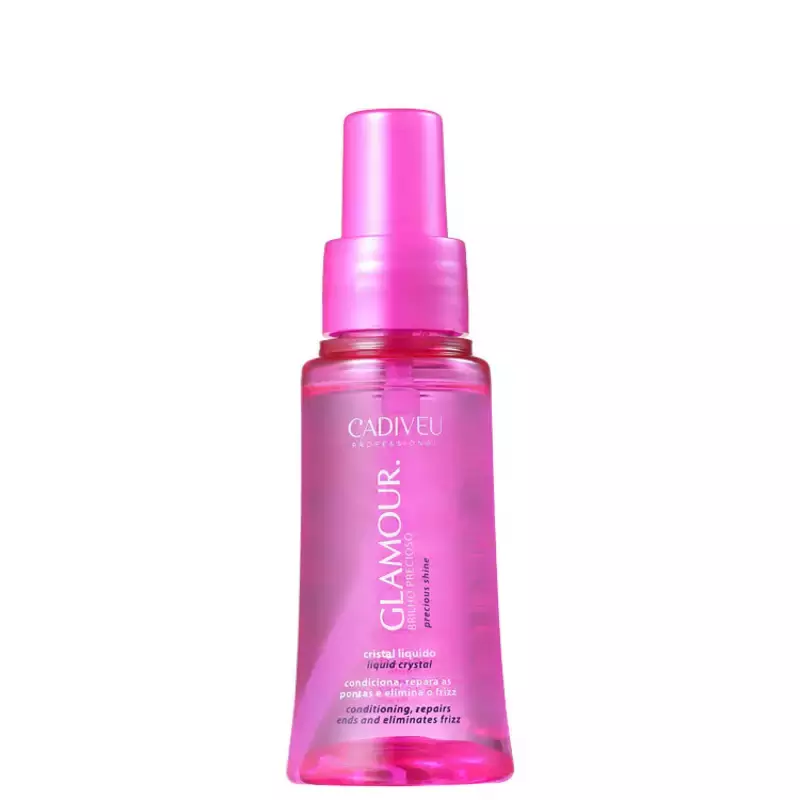 CADIVEU
PROFESSIONAL
GLAMOUR.
BRILHO PRECIOSO
precious shine
cristal líquido
liquid crystal
condiciona, repara as
pontas e elimina o frizz
conditioning, repairs
ends and eliminates frizz